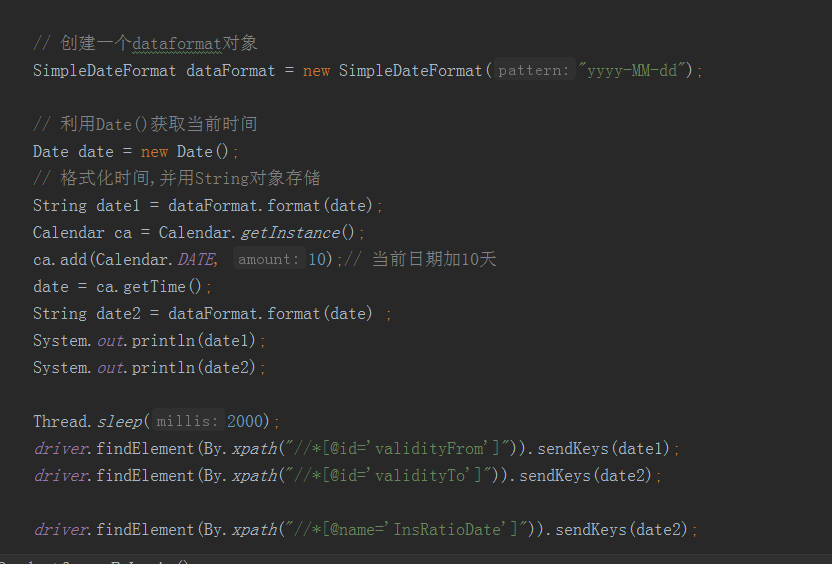 // 创建一个dataformat对象
SimpleDateFormat dataFormat = new SimpleDateFormat( pattern: "yyyy-MM-dd");
// 利用Date()获取当前时间
Date date = new Date();
// 格式化时间,并用String对象存储
String date1 = dataFormat.format(date);
Calendar ca = Calendar.getInstance();
ca.add(Calendar.DATE, amount: 10);// 当前日期加10天
date = ca.getTime();
String date2 = dataFormat.format(date) ;
System.out.println(date1);
System.out.println(date2);
Thread.sleep( millis: 2000);
driver.findElement(By.xpath("//*[@id='validityFrom']")).sendKeys(date1);
driver.findElement(By.xpath("//*[@id='validityTo']")).sendKeys(date2);
driver.findElement(By.xpath("//*[@name='InsRatioDate']")).sendKeys(date2);